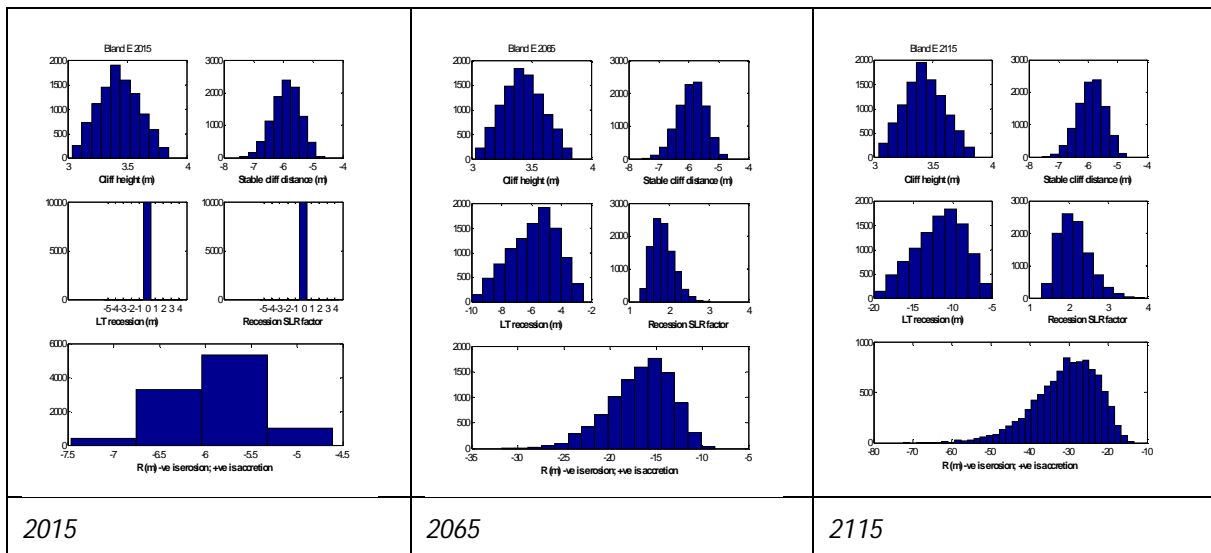 Bland E 2015
2000
1500
1000
500
0
3 3.5 4
Cliff height (m)
3000
2000
1000
0
-8 -7 -6 -5 -4
Stable cliff distance (m)
10000
5000
0
-5-4-3-2-1 0 1 2 3 4
LT recession (m)
10000
5000
0
-5-4-3-2-1 0 1 2 3 4
Recession SLR factor
6000
4000
2000
0
-7.5 -7 -6.5 -6 -5.5 -5 -4.5
R (m) -ve is erosion; +ve is accretion
2015
Bland E 2065
2000
1500
1000
500
0
3 3.5 4
Cliff height (m)
3000
2000
1000
0
-8 -7 -6 -5 -4
Stable cliff distance (m)
2000
1500
1000
500
0
-10 -8 -6 -4 -2
LT recession (m)
3000
2000
1000
0
1 2 3 4
Recession SLR factor
2000
1500
1000
500
0
-35 -30 -25 -20 -15 -10 -5
R (m) -ve is erosion; +ve is accretion
2065
Bland E 2115
2000
1500
1000
500
0
3 3.5 4
Cliff height (m)
3000
2000
1000
0
-8 -7 -6 -5 -4
Stable cliff distance (m)
2000
1500
1000
500
0
-20 -15 -10 -5
LT recession (m)
3000
2000
1000
0
1 2 3 4
Recession SLR factor
1000
500
0
-80 -70 -60 -50 -40 -30 -20 -10
R (m) -ve is erosion; +ve is accretion
2115